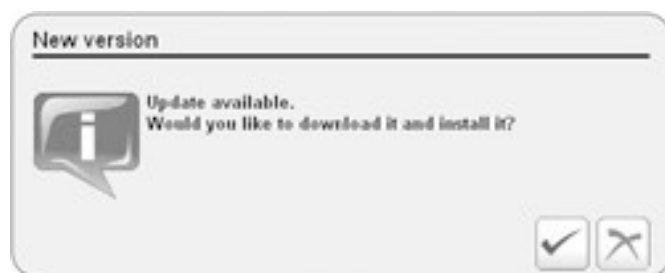 New version
Update available.
Would you like to download it and install it?